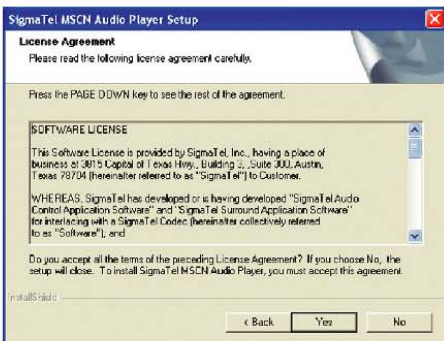 SigmaTel MSCN Audio Player Setup
License Agreement
Please read the following license agreement carefully.
Press the PAGE DOWN key to see the rest of the agreement.
SOFTWARE LICENSE
This Software License is provided by SigmaTel, Inc., having a place of
business at 3815 Capital of Texas Hwy., Building 3, ,Suite 300, Austin,
Texas 78704 (hereinafter referred to as "SigmaTel") to Customer.
WHEREAS, SigmaTel has developed or is having developed "SigmaTel Audio
Control Application Software" and "SigmaTel Surround Application Software"
for interfacing with a SigmaTel Codec (hereinafter collectively referred
to as "Software"), and
Do you accept all the terms of the preceding License Agreement? If you choose No, the
setup will close. To install SigmaTel MSCN Audio Player, you must accept this agreement.
InstallShield
< Back Yes No